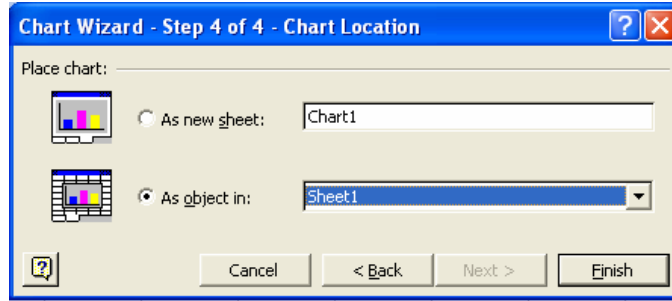 Chart Wizard - Step 4 of 4 - Chart Location
Place chart:
As new sheet: Chart1
As object in: Sheet1
Cancel < Back Next > Finish